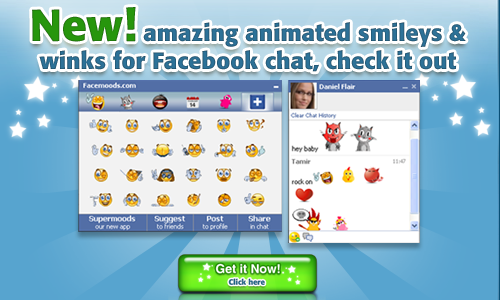 New! amazing animated smileys &
winks for Facebook chat, check it out
Facemoods.com
14
Supermoods
our new app
Suggest
to friends
Post
to profile
Share
in chat
Daniel Flair
Clear Chat History
hey baby
Tamir 11:47
rock on
Get it Now!
Click here